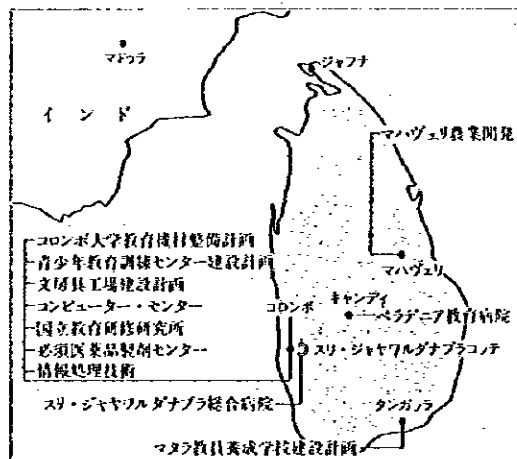 マドゥラ
インド
ジャフナ
マハヴェリ農業開発
マハヴェリ
コロンボ大学教育機材整備計画
青少年教育訓練センター建設計画
文房具工場建設計画
コンピューター・センター
国立教育研修研究所
必須医薬品製剤センター
情報処理技術
コロンボ
キャンディ
ペラデニア教育病院
スリ・ジャヤワルダナプラコッテ
スリ・ジャヤワルダナプラ総合病院
タンガッラ
マタラ教員養成学校建設計画